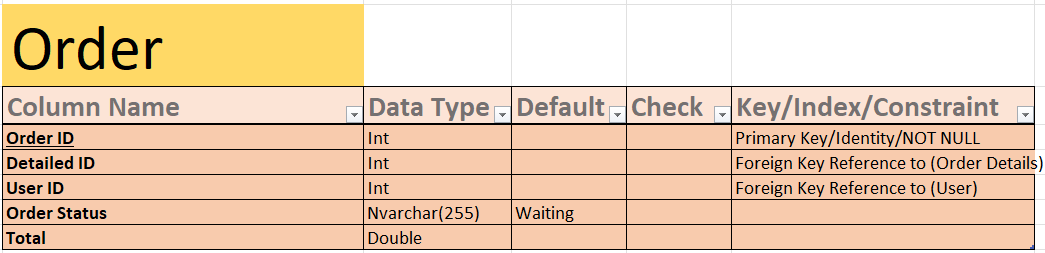 Order
Column Name Data Type Default Check Key/Index/Constraint
Order ID Int Primary Key/Identity/NOT NULL
Detailed ID Int Foreign Key Reference to (Order Details)
User ID Int Foreign Key Reference to (User)
Order Status Nvarchar(255) Waiting
Total Double